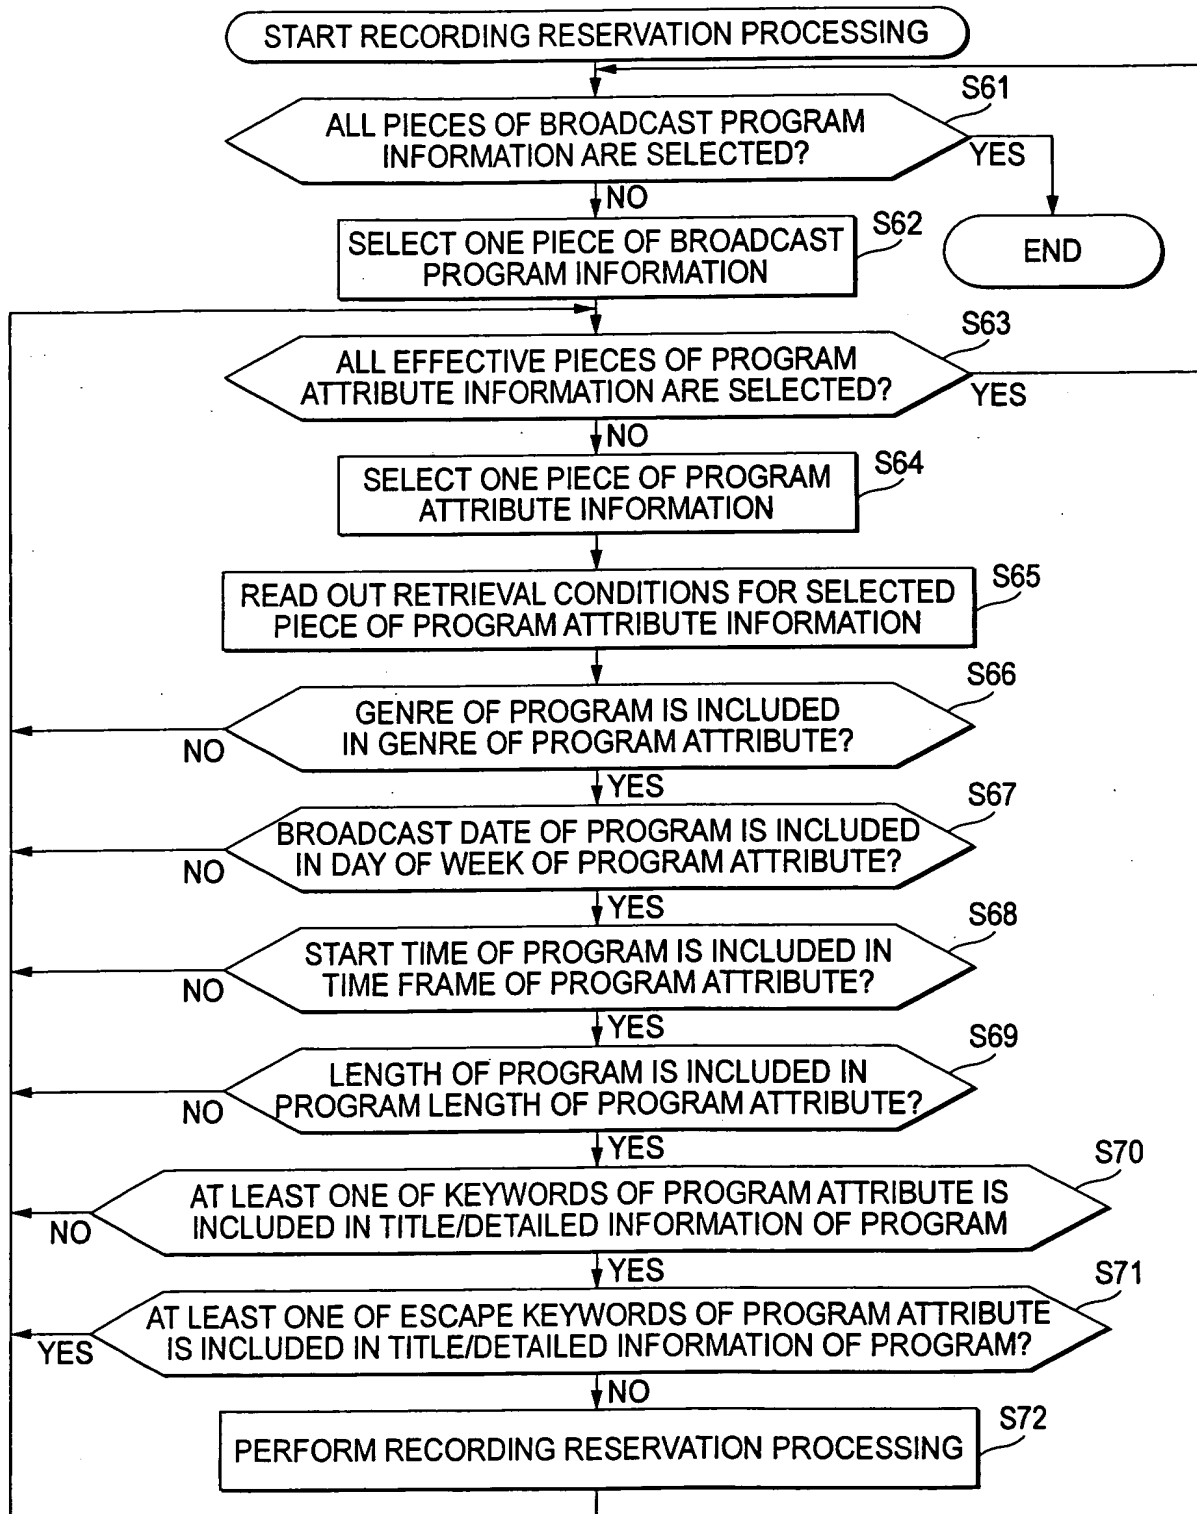 START RECORDING RESERVATION PROCESSING
S61
ALL PIECES OF BROADCAST PROGRAM
INFORMATION ARE SELECTED?
YES
NO
S62
SELECT ONE PIECE OF BROADCAST
PROGRAM INFORMATION
END
S63
ALL EFFECTIVE PIECES OF PROGRAM
ATTRIBUTE INFORMATION ARE SELECTED?
YES
NO
S64
SELECT ONE PIECE OF PROGRAM
ATTRIBUTE INFORMATION
S65
READ OUT RETRIEVAL CONDITIONS FOR SELECTED
PIECE OF PROGRAM ATTRIBUTE INFORMATION
S66
GENRE OF PROGRAM IS INCLUDED
IN GENRE OF PROGRAM ATTRIBUTE?
NO
YES
S67
BROADCAST DATE OF PROGRAM IS INCLUDED
IN DAY OF WEEK OF PROGRAM ATTRIBUTE?
NO
YES
S68
START TIME OF PROGRAM IS INCLUDED IN
TIME FRAME OF PROGRAM ATTRIBUTE?
NO
YES
S69
LENGTH OF PROGRAM IS INCLUDED IN
PROGRAM LENGTH OF PROGRAM ATTRIBUTE?
NO
YES
S70
AT LEAST ONE OF KEYWORDS OF PROGRAM ATTRIBUTE IS
INCLUDED IN TITLE/DETAILED INFORMATION OF PROGRAM
NO
YES
S71
AT LEAST ONE OF ESCAPE KEYWORDS OF PROGRAM ATTRIBUTE
IS INCLUDED IN TITLE/DETAILED INFORMATION OF PROGRAM?
YES
NO
S72
PERFORM RECORDING RESERVATION PROCESSING